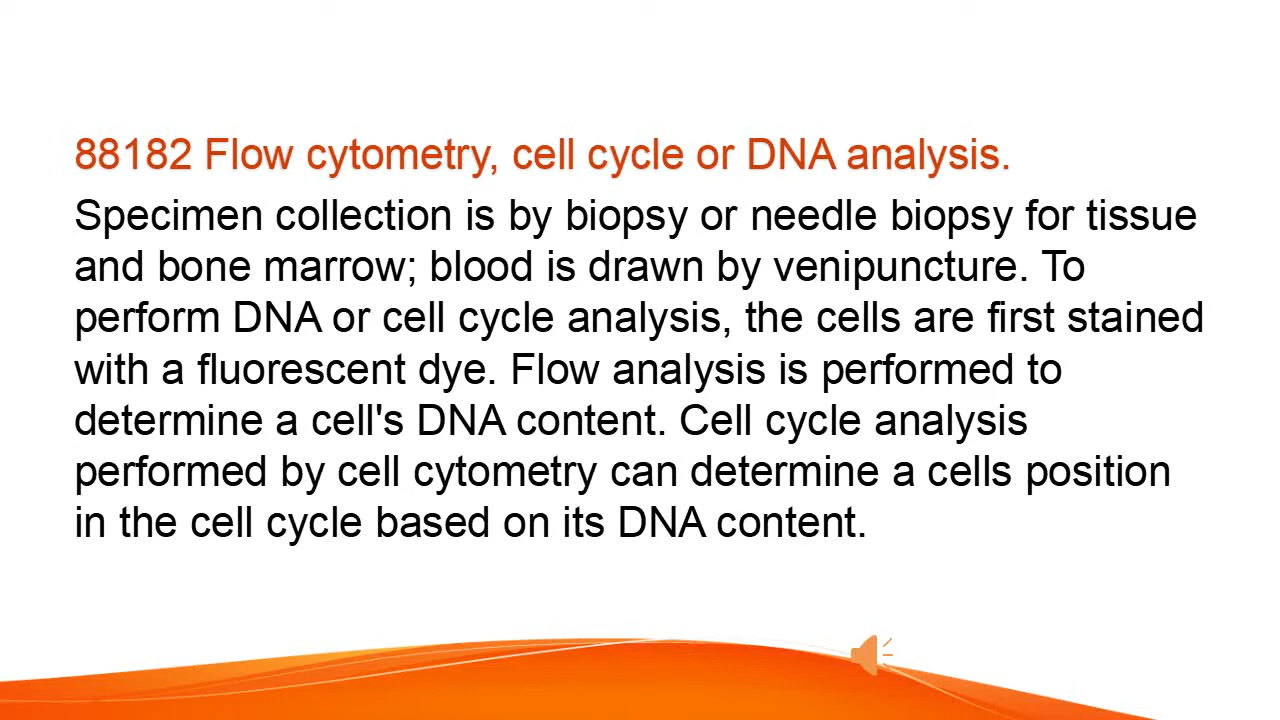 88182 Flow cytometry, cell cycle or DNA analysis.
Specimen collection is by biopsy or needle biopsy for tissue
and bone marrow; blood is drawn by venipuncture. To
perform DNA or cell cycle analysis, the cells are first stained
with a fluorescent dye. Flow analysis is performed to
determine a cell's DNA content. Cell cycle analysis
performed by cell cytometry can determine a cells position
in the cell cycle based on its DNA content.